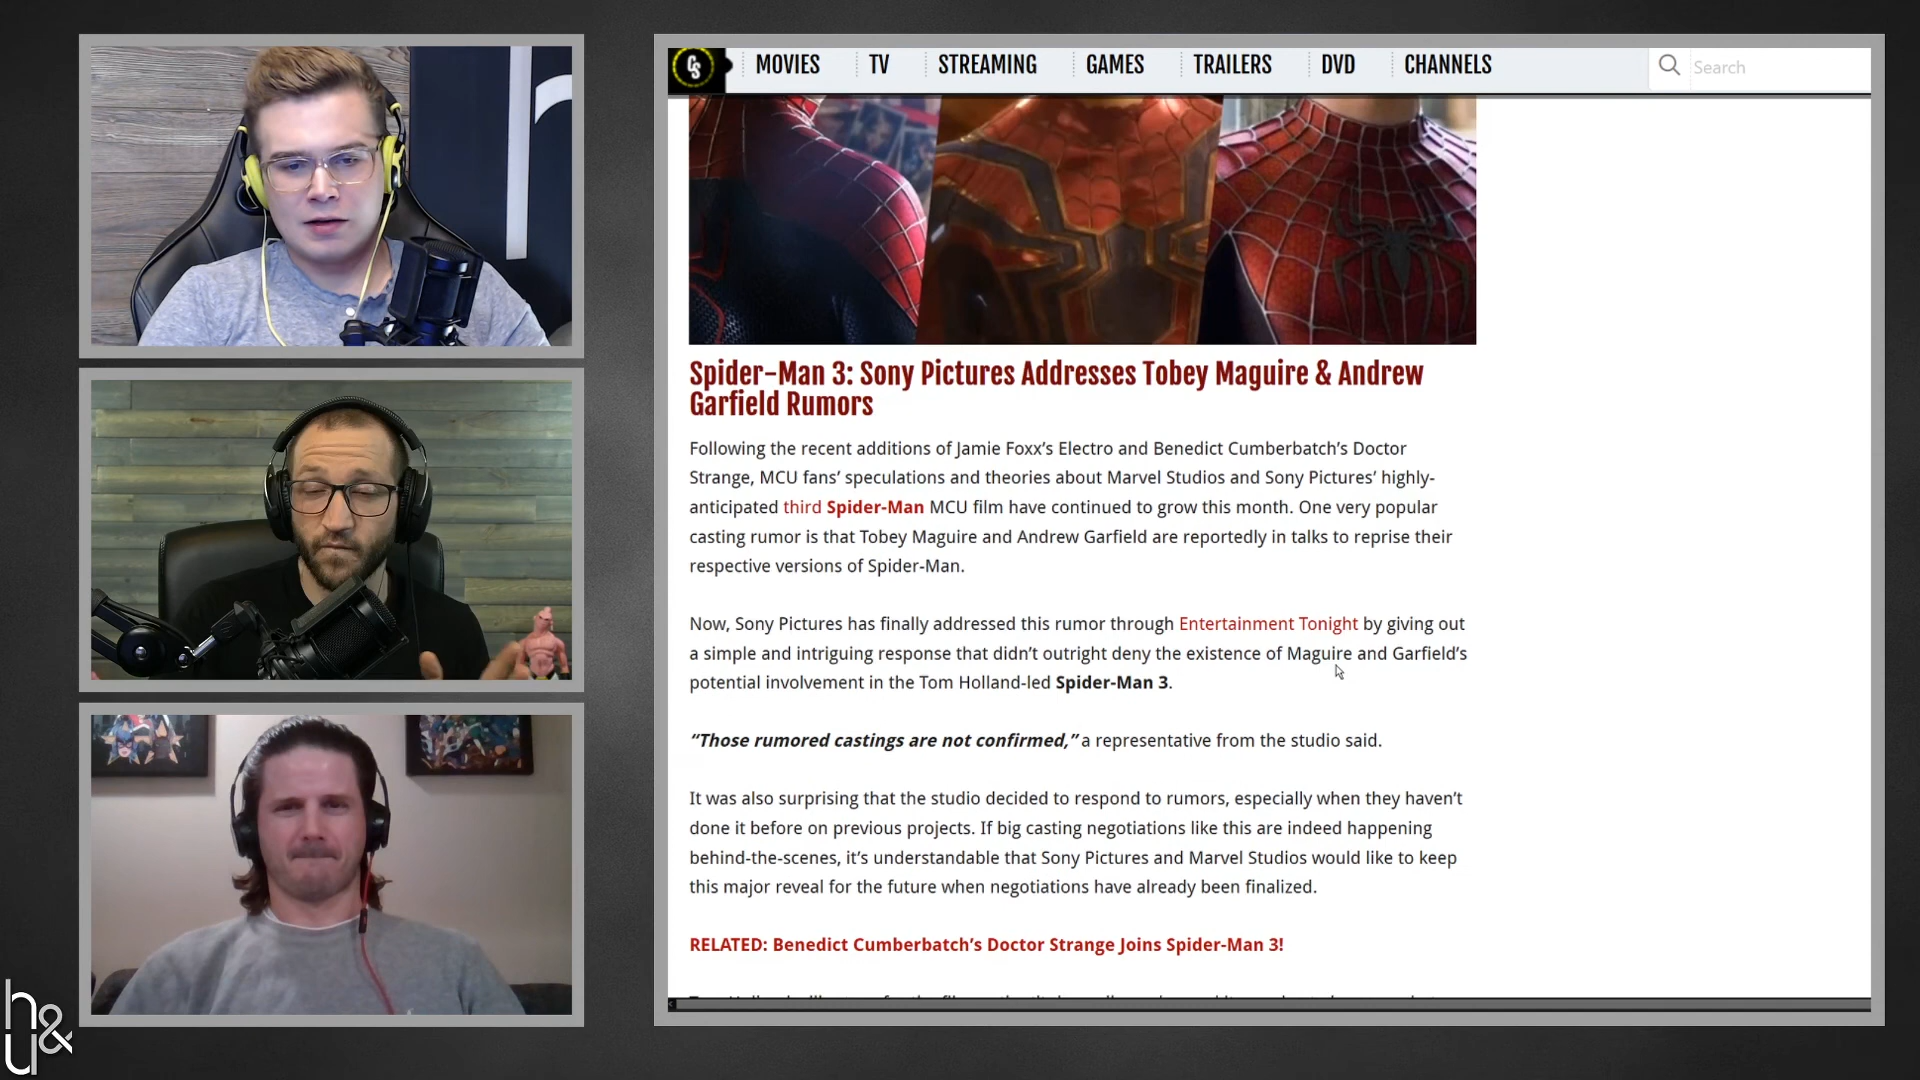 GS
MOVIES
TV
STREAMING
GAMES
TRAILERS
DVD
CHANNELS
Search
Spider-Man 3: Sony Pictures Addresses Tobey Maguire & Andrew
Garfield Rumors
Following the recent additions of Jamie Foxx’s Electro and Benedict Cumberbatch’s Doctor
Strange, MCU fans’ speculations and theories about Marvel Studios and Sony Pictures’ highly-
anticipated third Spider-Man MCU film have continued to grow this month. One very popular
casting rumor is that Tobey Maguire and Andrew Garfield are reportedly in talks to reprise their
respective versions of Spider-Man.
Now, Sony Pictures has finally addressed this rumor through Entertainment Tonight by giving out
a simple and intriguing response that didn’t outright deny the existence of Maguire and Garfield’s
potential involvement in the Tom Holland-led Spider-Man 3.
“Those rumored castings are not confirmed,” a representative from the studio said.
It was also surprising that the studio decided to respond to rumors, especially when they haven’t
done it before on previous projects. If big casting negotiations like this are indeed happening
behind-the-scenes, it’s understandable that Sony Pictures and Marvel Studios would like to keep
this major reveal for the future when negotiations have already been finalized.
RELATED: Benedict Cumberbatch’s Doctor Strange Joins Spider-Man 3!
h&u